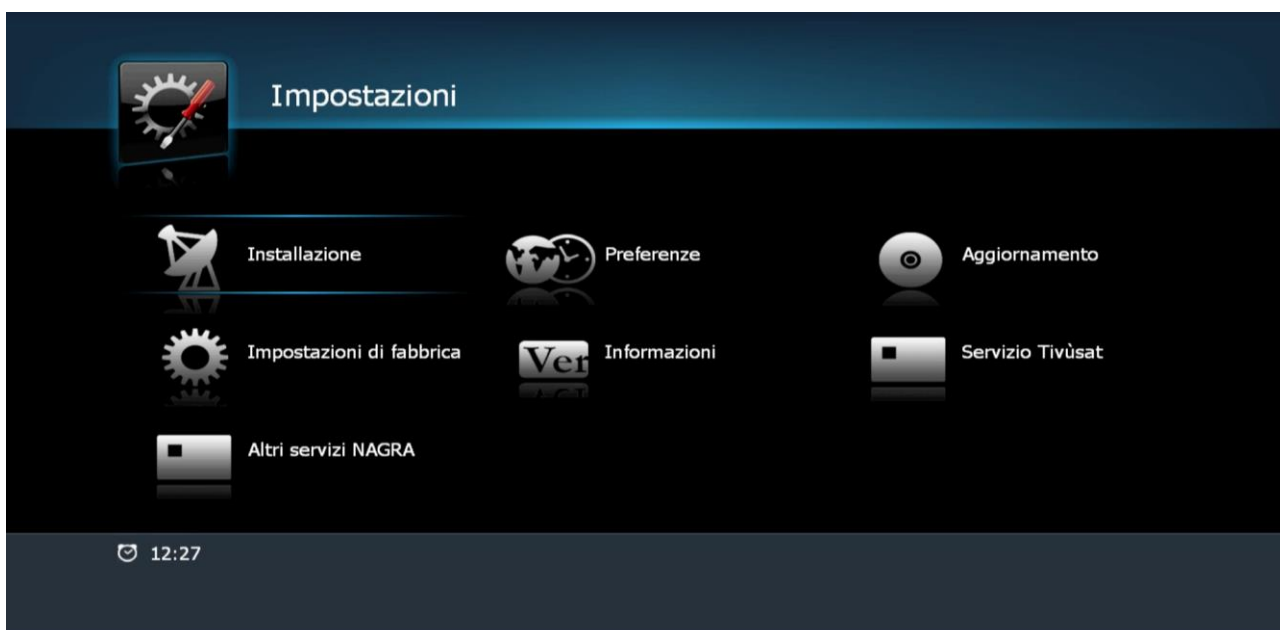 Impostazioni
Installazione
Preferenze
Aggiornamento
Impostazioni di fabbrica
Ver
Informazioni
Servizio Tivùsat
Altri servizi NAGRA
12:27